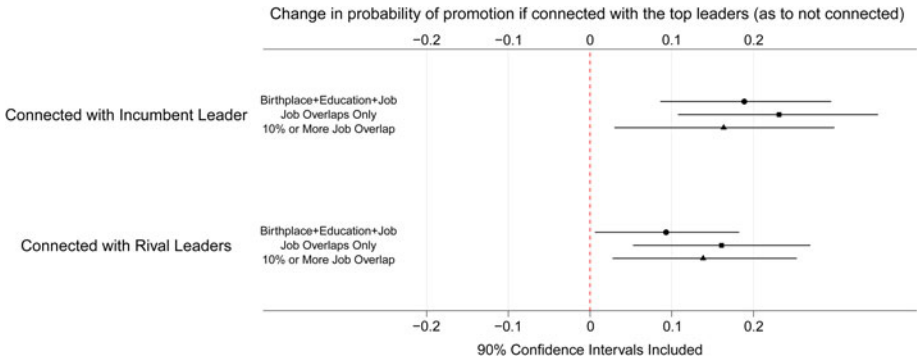 Change in probability of promotion if connected with the top leaders (as to not connected)
−0.2 −0.1 0 0.1 0.2
Connected with Incumbent Leader
Birthplace+Education+Job
Job Overlaps Only
10% or More Job Overlap
Connected with Rival Leaders
Birthplace+Education+Job
Job Overlaps Only
10% or More Job Overlap
−0.2 −0.1 0 0.1 0.2
90% Confidence Intervals Included